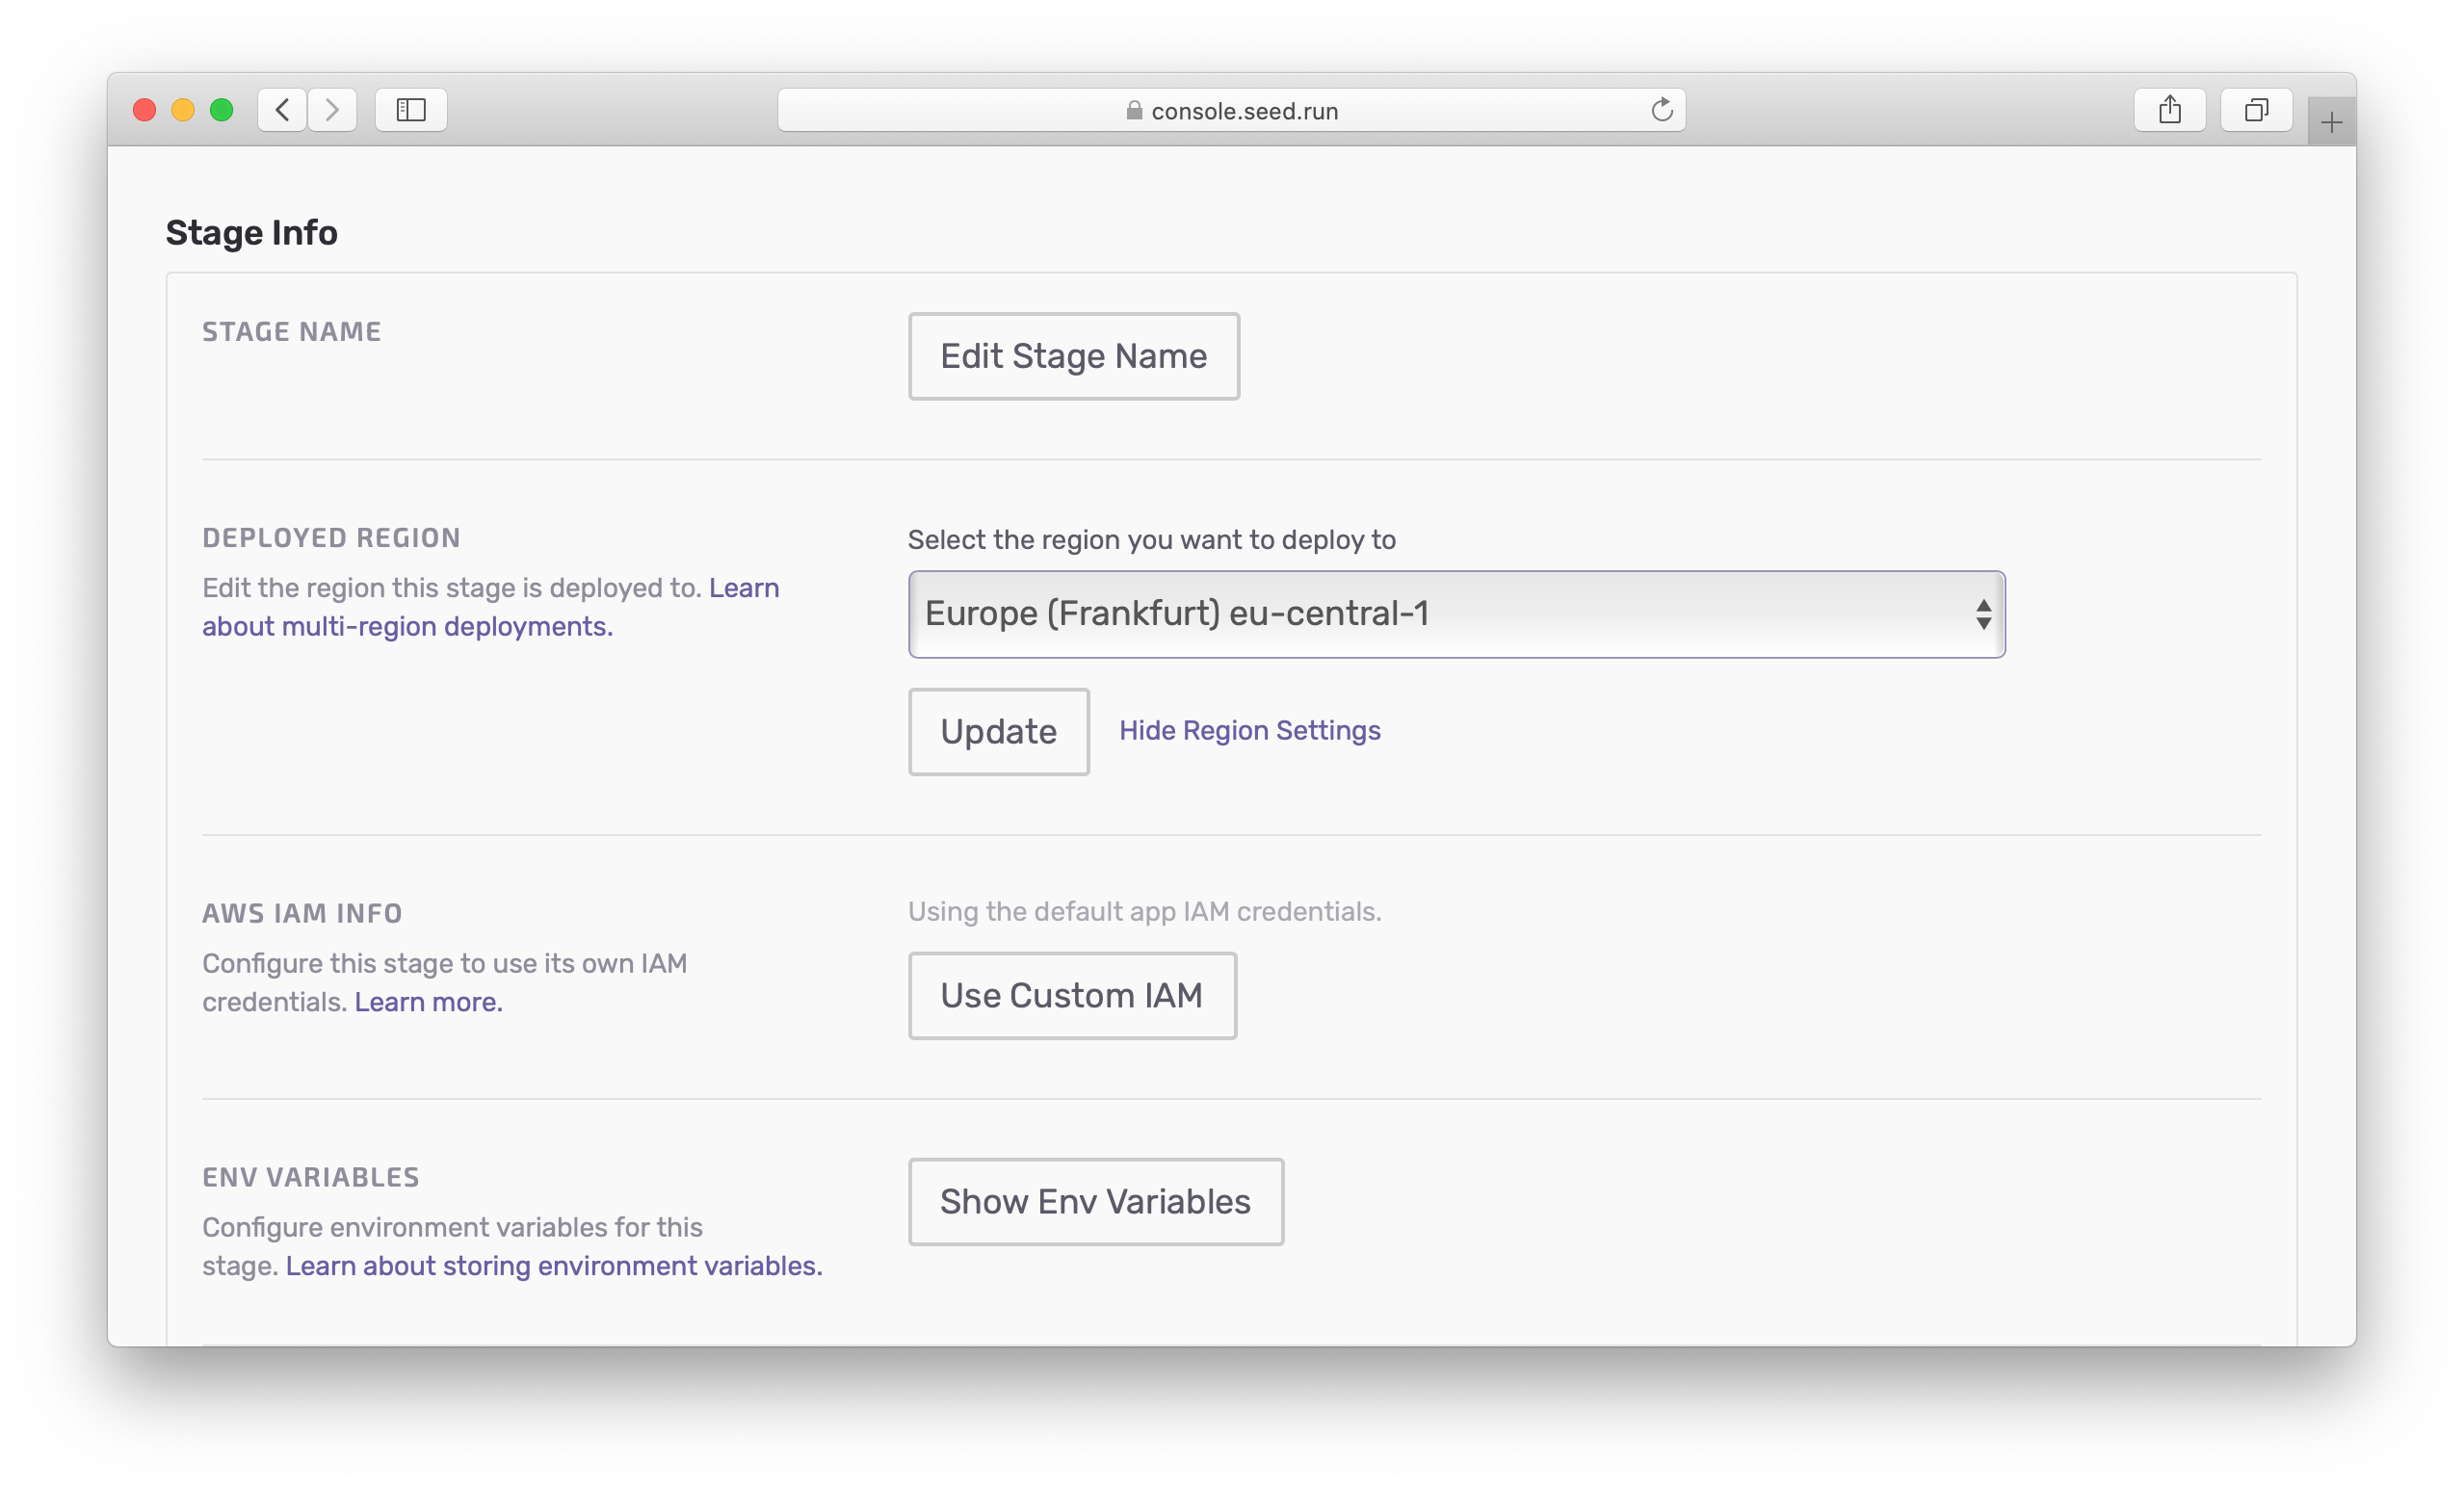 console.seed.run
Stage Info
STAGE NAME
Edit Stage Name
DEPLOYED REGION
Edit the region this stage is deployed to. Learn
about multi-region deployments.
Select the region you want to deploy to
Europe (Frankfurt) eu-central-1
Update
Hide Region Settings
AWS IAM INFO
Configure this stage to use its own IAM
credentials. Learn more.
Using the default app IAM credentials.
Use Custom IAM
ENV VARIABLES
Configure environment variables for this
stage. Learn about storing environment variables.
Show Env Variables